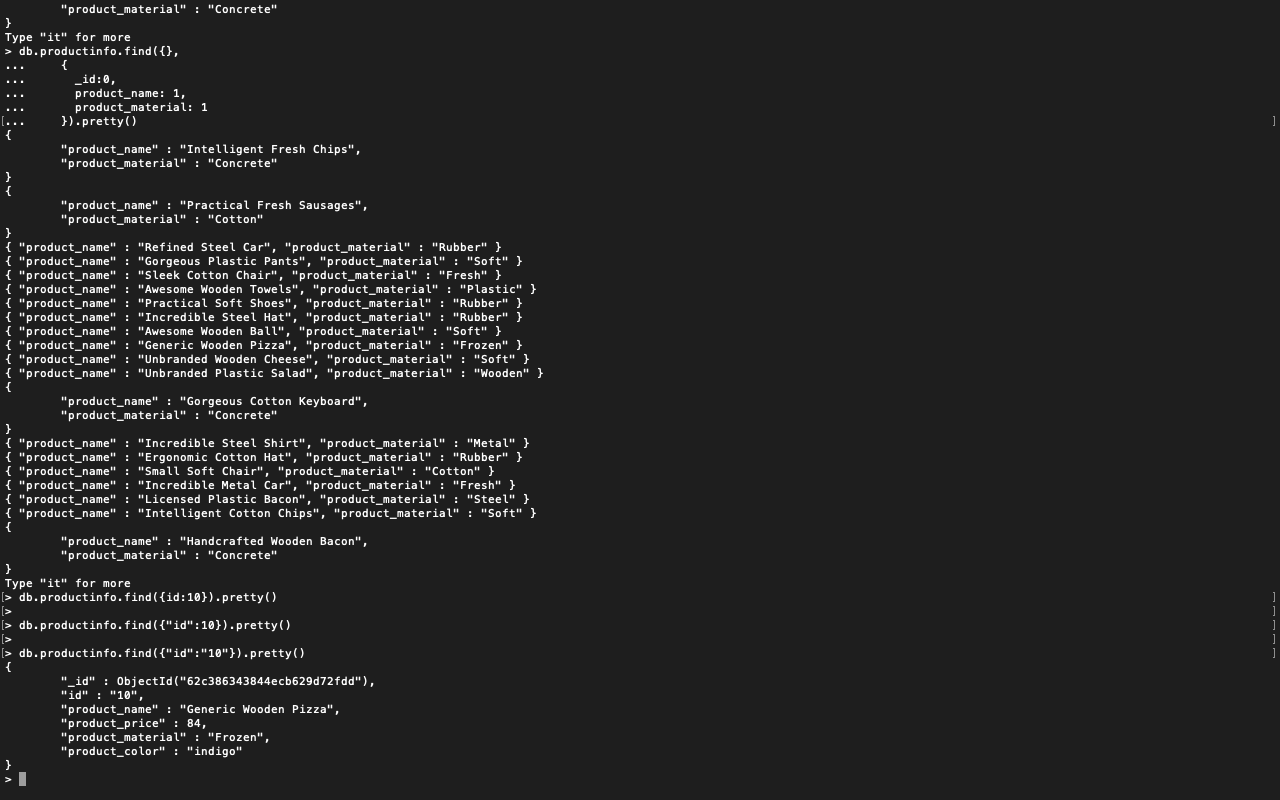 "product_material" : "Concrete"
}
Type "it" for more
> db.productinfo.find({},
...     {
...       _id:0,
...       product_name: 1,
...       product_material: 1
[...     }).pretty() ]
{
        "product_name" : "Intelligent Fresh Chips",
        "product_material" : "Concrete"
}
{
        "product_name" : "Practical Fresh Sausages",
        "product_material" : "Cotton"
}
{ "product_name" : "Refined Steel Car", "product_material" : "Rubber" }
{ "product_name" : "Gorgeous Plastic Pants", "product_material" : "Soft" }
{ "product_name" : "Sleek Cotton Chair", "product_material" : "Fresh" }
{ "product_name" : "Awesome Wooden Towels", "product_material" : "Plastic" }
{ "product_name" : "Practical Soft Shoes", "product_material" : "Rubber" }
{ "product_name" : "Incredible Steel Hat", "product_material" : "Rubber" }
{ "product_name" : "Awesome Wooden Ball", "product_material" : "Soft" }
{ "product_name" : "Generic Wooden Pizza", "product_material" : "Frozen" }
{ "product_name" : "Unbranded Wooden Cheese", "product_material" : "Soft" }
{ "product_name" : "Unbranded Plastic Salad", "product_material" : "Wooden" }
{
        "product_name" : "Gorgeous Cotton Keyboard",
        "product_material" : "Concrete"
}
{ "product_name" : "Incredible Steel Shirt", "product_material" : "Metal" }
{ "product_name" : "Ergonomic Cotton Hat", "product_material" : "Rubber" }
{ "product_name" : "Small Soft Chair", "product_material" : "Cotton" }
{ "product_name" : "Incredible Metal Car", "product_material" : "Fresh" }
{ "product_name" : "Licensed Plastic Bacon", "product_material" : "Steel" }
{ "product_name" : "Intelligent Cotton Chips", "product_material" : "Soft" }
{
        "product_name" : "Handcrafted Wooden Bacon",
        "product_material" : "Concrete"
}
Type "it" for more
[> db.productinfo.find({id:10}).pretty() ]
[> ]
[> db.productinfo.find({"id":10}).pretty() ]
[> ]
[> db.productinfo.find({"id":"10"}).pretty() ]
{
        "_id" : ObjectId("62c386343844ecb629d72fdd"),
        "id" : "10",
        "product_name" : "Generic Wooden Pizza",
        "product_price" : 84,
        "product_material" : "Frozen",
        "product_color" : "indigo"
}
>